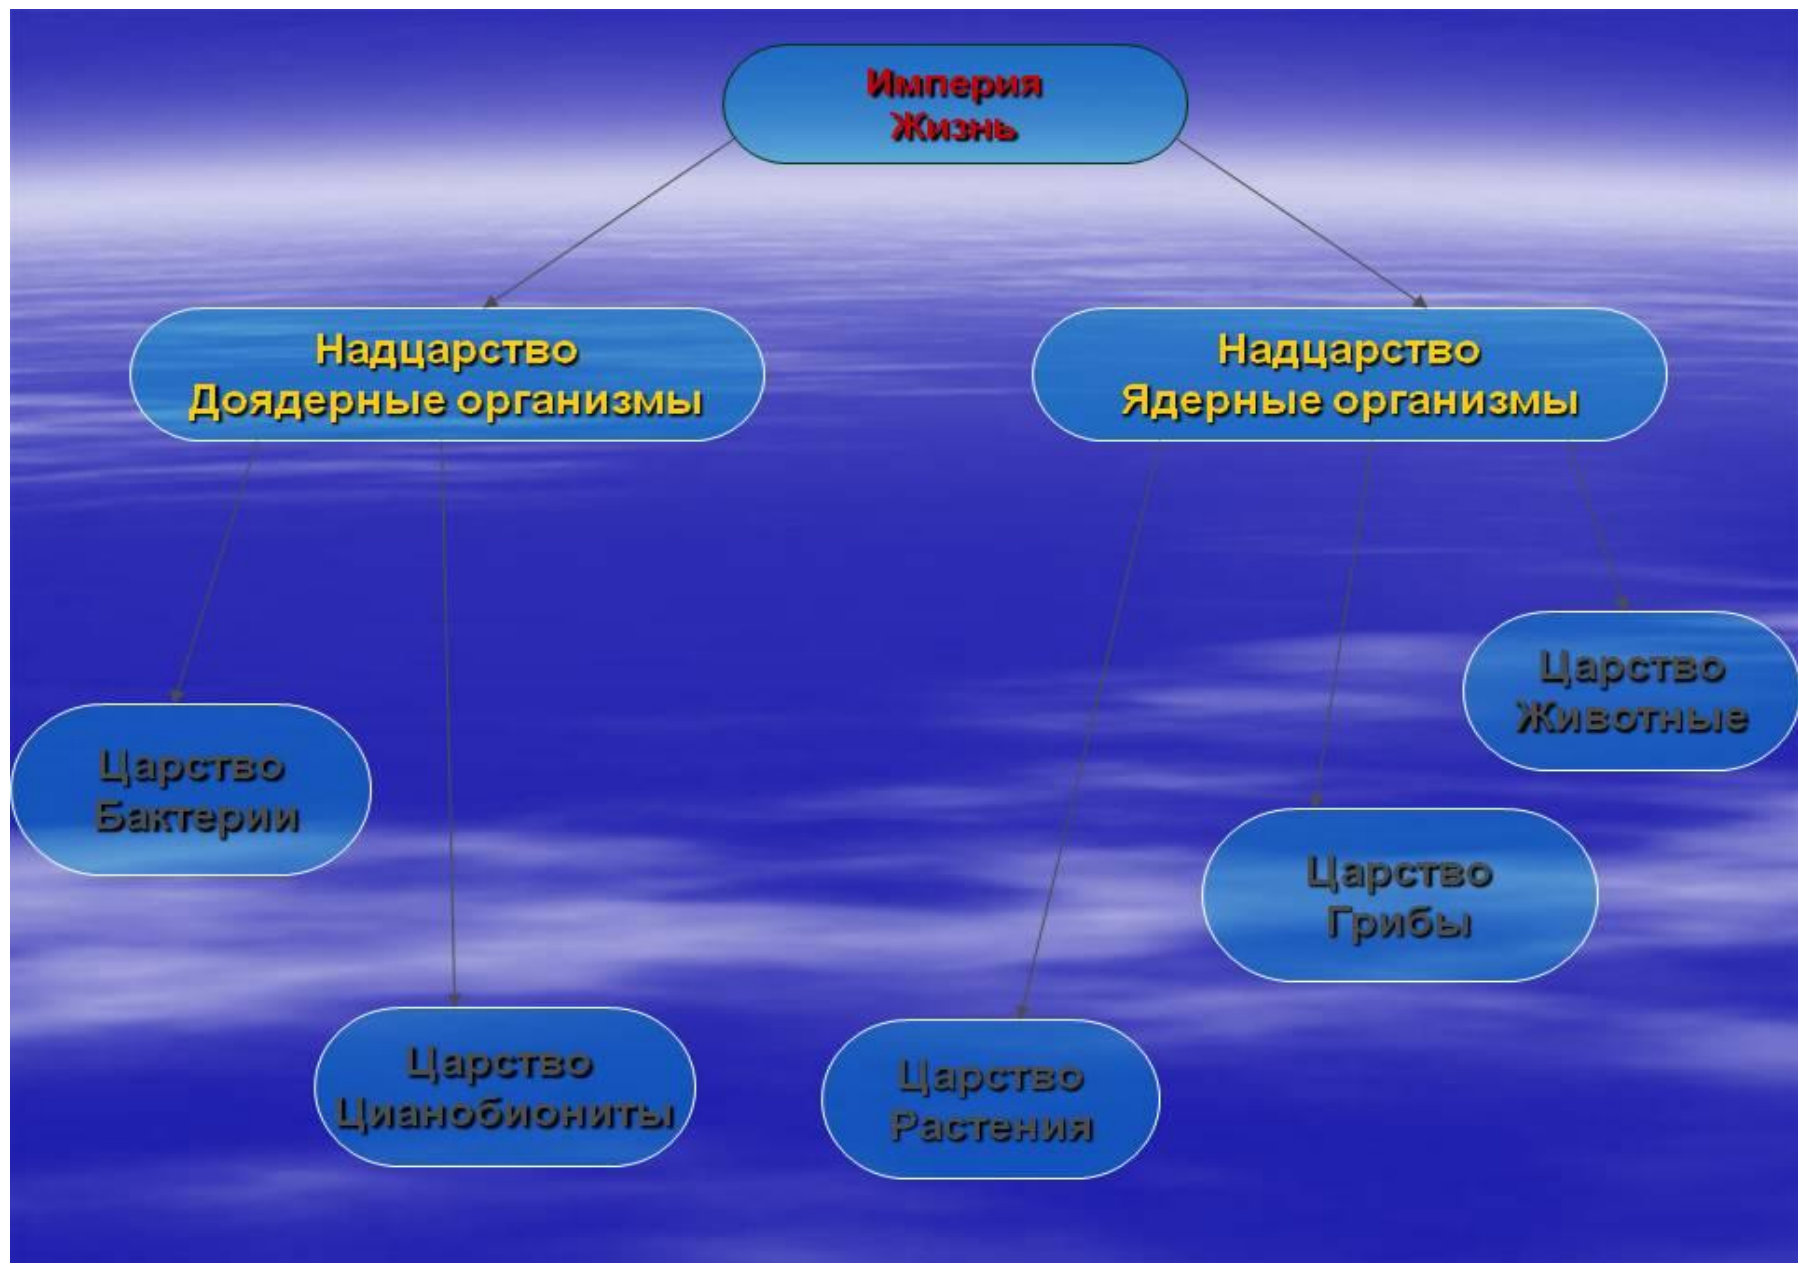 Империя
Жизнь
Надцарство
Доядерные организмы
Надцарство
Ядерные организмы
Царство
Животные
Царство
Бактерии
Царство
Грибы
Царство
Цианобиониты
Царство
Растения